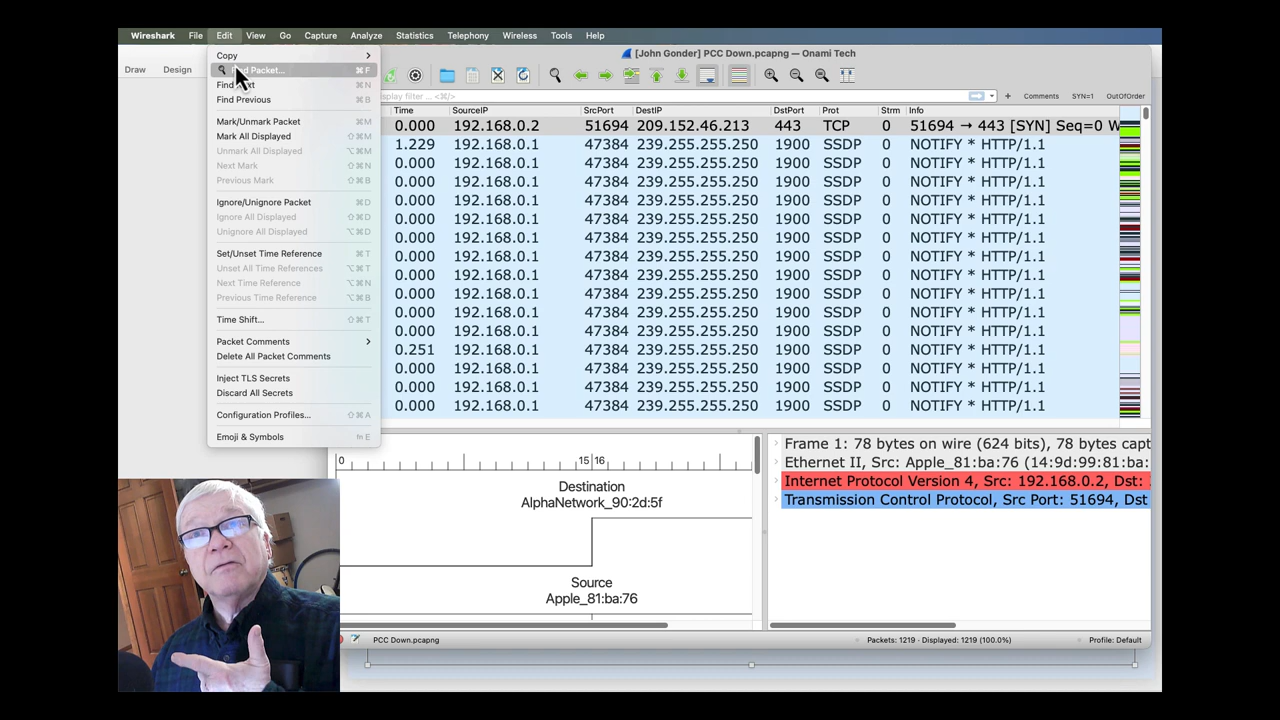 Wireshark File Edit View Go Capture Analyze Statistics Telephony Wireless Tools Help
[John Gonder] PCC Down.pcapng — Onami Tech
Draw Design
Copy
Packet... ⌘F
Find ⌘N
Find Previous ⌘B
Mark/Unmark Packet ⌘M
Mark All Displayed ⇧⌘M
Unmark All Displayed ⌥⌘M
Next Mark ⇧⌘N
Previous Mark ⇧⌘B
Ignore/Unignore Packet ⌘D
Ignore All Displayed ⇧⌘D
Unignore All Displayed ⌥⌘D
Set/Unset Time Reference ⌘T
Unset All Time References ⌥⌘T
Next Time Reference ⌥⌘N
Previous Time Reference ⌥⌘B
Time Shift... ⇧⌘T
Packet Comments
Delete All Packet Comments
Inject TLS Secrets
Discard All Secrets
Configuration Profiles... ⇧⌘A
Emoji & Symbols E
display filter ... <⌘/> + Comments SYN=1 OutOfOrder
Time SourceIP SrcPort DestIP DstPort Prot Strm Info
0.000 192.168.0.2 51694 209.152.46.213 443 TCP 0 51694 → 443 [SYN] Seq=0 W
1.229 192.168.0.1 47384 239.255.255.250 1900 SSDP 0 NOTIFY * HTTP/1.1
0.000 192.168.0.1 47384 239.255.255.250 1900 SSDP 0 NOTIFY * HTTP/1.1
0.000 192.168.0.1 47384 239.255.255.250 1900 SSDP 0 NOTIFY * HTTP/1.1
0.000 192.168.0.1 47384 239.255.255.250 1900 SSDP 0 NOTIFY * HTTP/1.1
0.000 192.168.0.1 47384 239.255.255.250 1900 SSDP 0 NOTIFY * HTTP/1.1
0.000 192.168.0.1 47384 239.255.255.250 1900 SSDP 0 NOTIFY * HTTP/1.1
0.000 192.168.0.1 47384 239.255.255.250 1900 SSDP 0 NOTIFY * HTTP/1.1
0.000 192.168.0.1 47384 239.255.255.250 1900 SSDP 0 NOTIFY * HTTP/1.1
0.000 192.168.0.1 47384 239.255.255.250 1900 SSDP 0 NOTIFY * HTTP/1.1
0.000 192.168.0.1 47384 239.255.255.250 1900 SSDP 0 NOTIFY * HTTP/1.1
0.000 192.168.0.1 47384 239.255.255.250 1900 SSDP 0 NOTIFY * HTTP/1.1
0.251 192.168.0.1 47384 239.255.255.250 1900 SSDP 0 NOTIFY * HTTP/1.1
0.000 192.168.0.1 47384 239.255.255.250 1900 SSDP 0 NOTIFY * HTTP/1.1
0.000 192.168.0.1 47384 239.255.255.250 1900 SSDP 0 NOTIFY * HTTP/1.1
0.000 192.168.0.1 47384 239.255.255.250 1900 SSDP 0 NOTIFY * HTTP/1.1
0 15 16
Destination
AlphaNetwork_90:2d:5f
Source
Apple_81:ba:76
Frame 1: 78 bytes on wire (624 bits), 78 bytes capt
Ethernet II, Src: Apple_81:ba:76 (14:9d:99:81:ba:
Internet Protocol Version 4, Src: 192.168.0.2, Dst:
Transmission Control Protocol, Src Port: 51694, Dst
PCC Down.pcapng Packets: 1219 · Displayed: 1219 (100.0%) Profile: Default